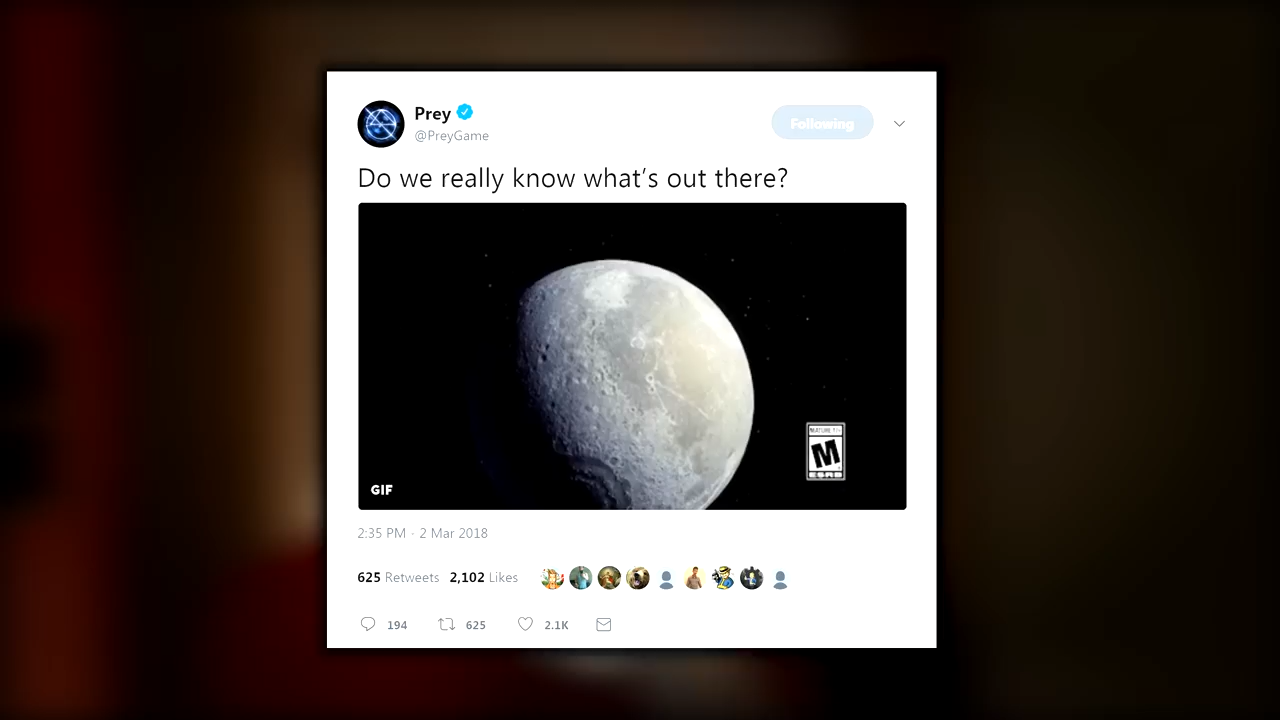 Prey
@PreyGame
Following
Do we really know what's out there?
M
ESRB
GIF
2:35 PM · 2 Mar 2018
625 Retweets 2,102 Likes
194 625 2.1K